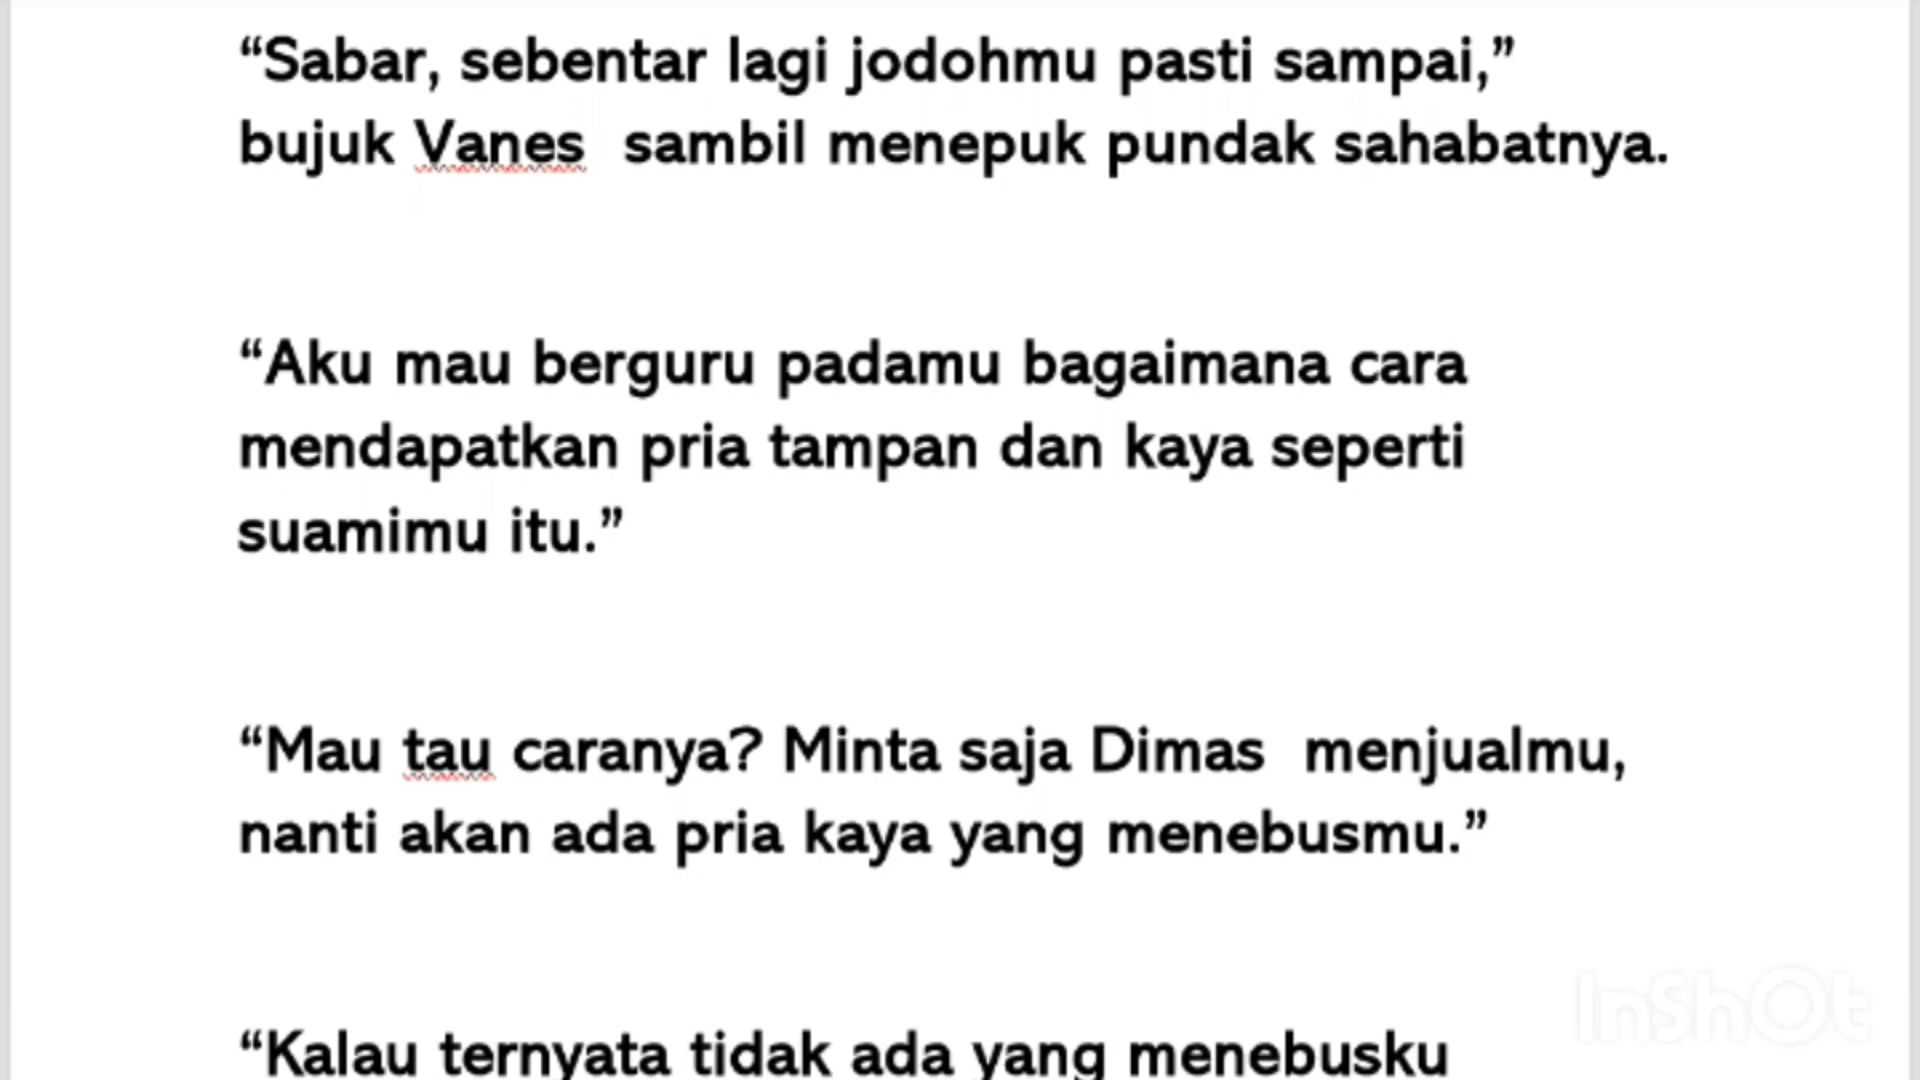 “Sabar, sebentar lagi jodohmu pasti sampai,”
bujuk Vanes  sambil menepuk pundak sahabatnya.
“Aku mau berguru padamu bagaimana cara
mendapatkan pria tampan dan kaya seperti
suamimu itu.”
“Mau tau caranya? Minta saja Dimas  menjualmu,
nanti akan ada pria kaya yang menebusmu.”
“Kalau ternyata tidak ada yang menebusku
InShOt